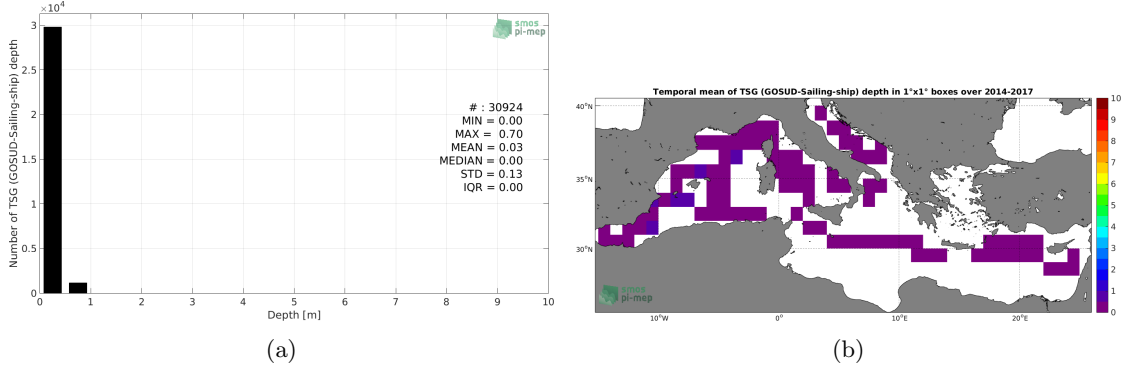 ×10⁴
3
2.5
2
1.5
1
0.5
0
Number of TSG (GOSUD-Sailing-ship) depth
smos
pi-mep
# : 30924
MIN = 0.00
MAX = 0.70
MEAN = 0.03
MEDIAN = 0.00
STD = 0.13
IQR = 0.00
0 1 2 3 4 5 6 7 8 9 10
Depth [m]
(a)
Temporal mean of TSG (GOSUD-Sailing-ship) depth in 1°x1° boxes over 2014-2017
40°N
35°N
30°N
smos
pi-mep
10°W 0° 10°E 20°E
10
9
8
7
6
5
4
3
2
1
0
(b)